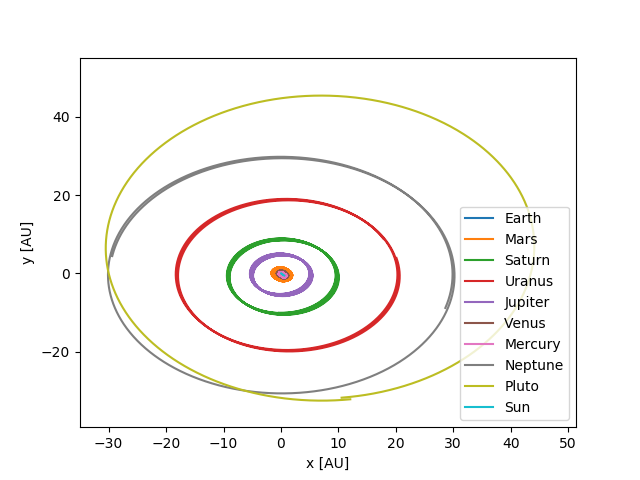 40
20
0
−20
y [AU]
−30 −20 −10 0 10 20 30 40 50
x [AU]
Earth
Mars
Saturn
Uranus
Jupiter
Venus
Mercury
Neptune
Pluto
Sun